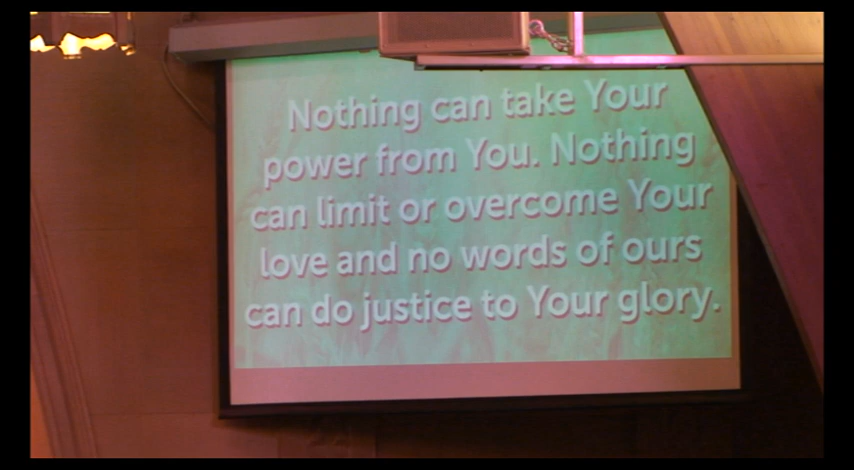 Nothing can take Your
power from You. Nothing
can limit or overcome Your
love and no words of ours
can do justice to Your glory.